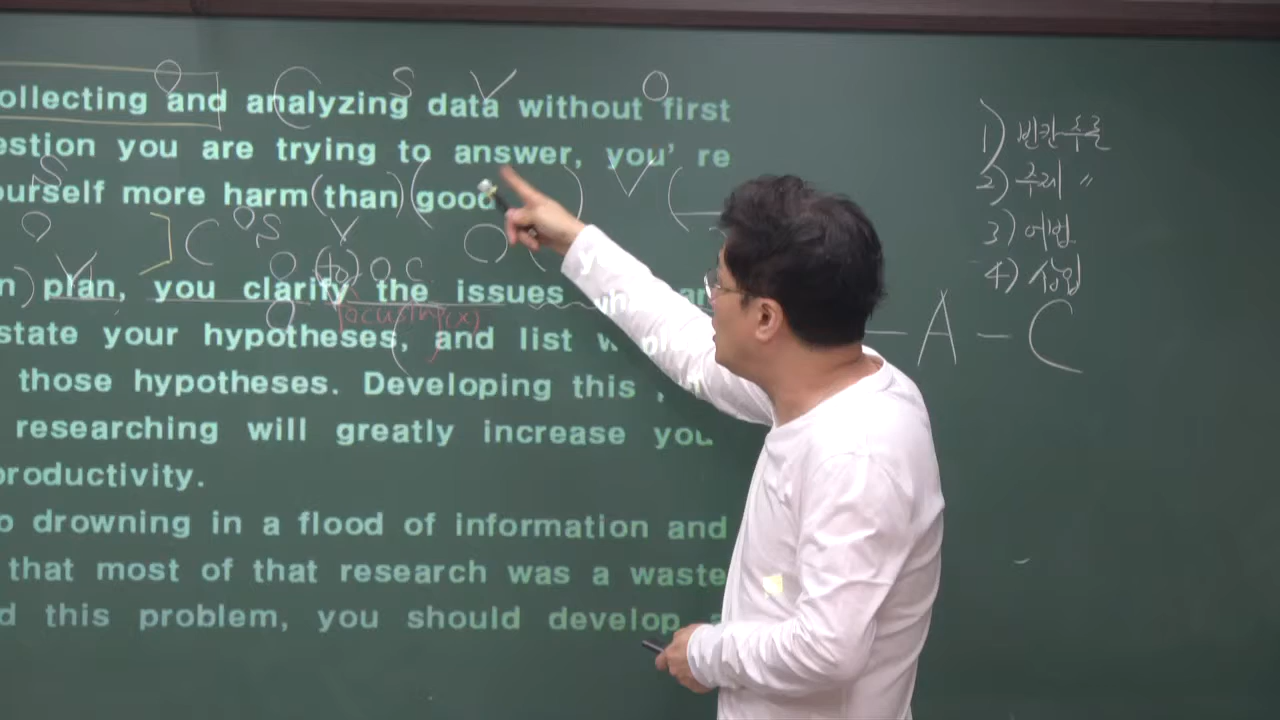 ollecting and analyzing data without first
estion you are trying to answer, you' re
ourself more harm (than) (good
n) plan, you clarify the issues
focusing(x)
state your hypotheses, and list
those hypotheses. Developing this
researching will greatly increase you
productivity.
o drowning in a flood of information and
that most of that research was a waste
d this problem, you should develop
1) 빈칸추론
2) 주제 〃
3) 어법
4) 삽입
- A - C